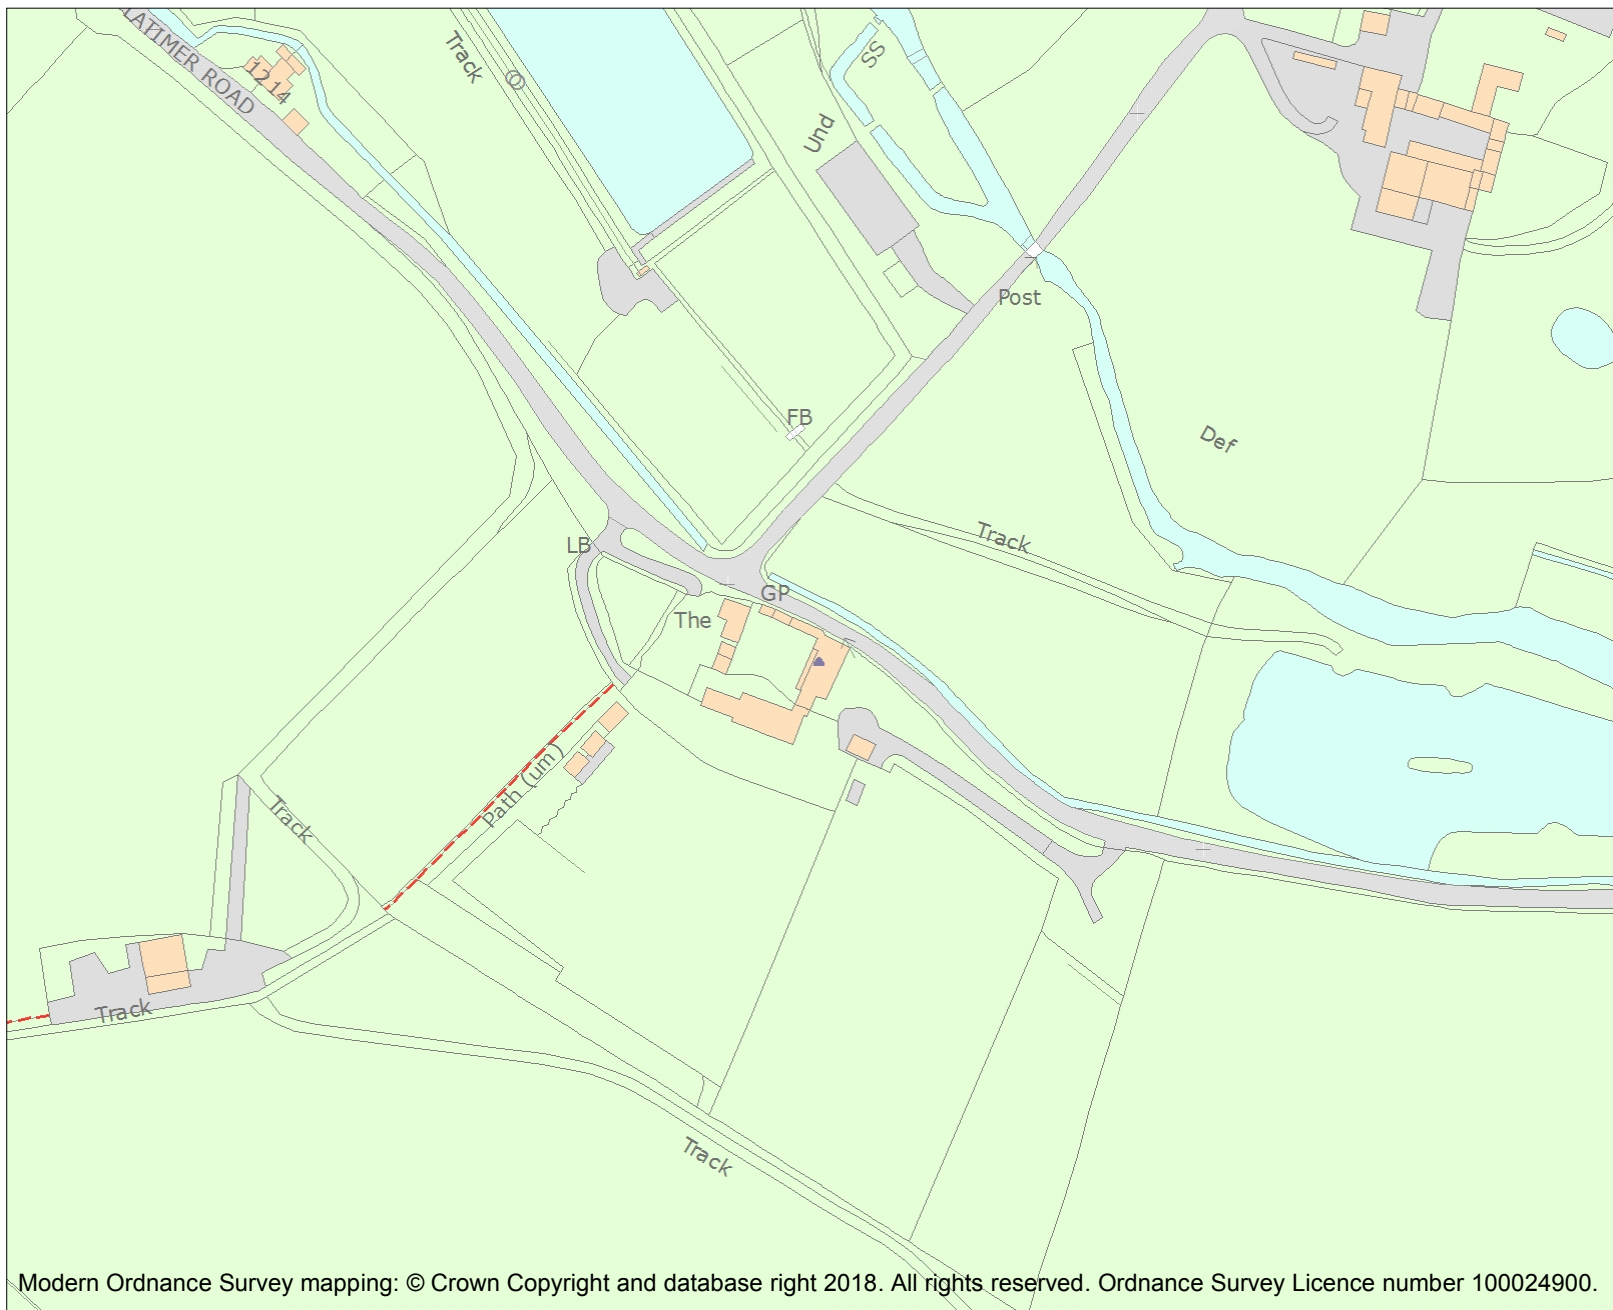 LATIMER ROAD
12
14
Track
SS
Und
Post
FB
Def
Track
LB
GP
The
Path (um)
Track
Track
Track
Modern Ordnance Survey mapping: © Crown Copyright and database right 2018. All rights reserved. Ordnance Survey Licence number 100024900.